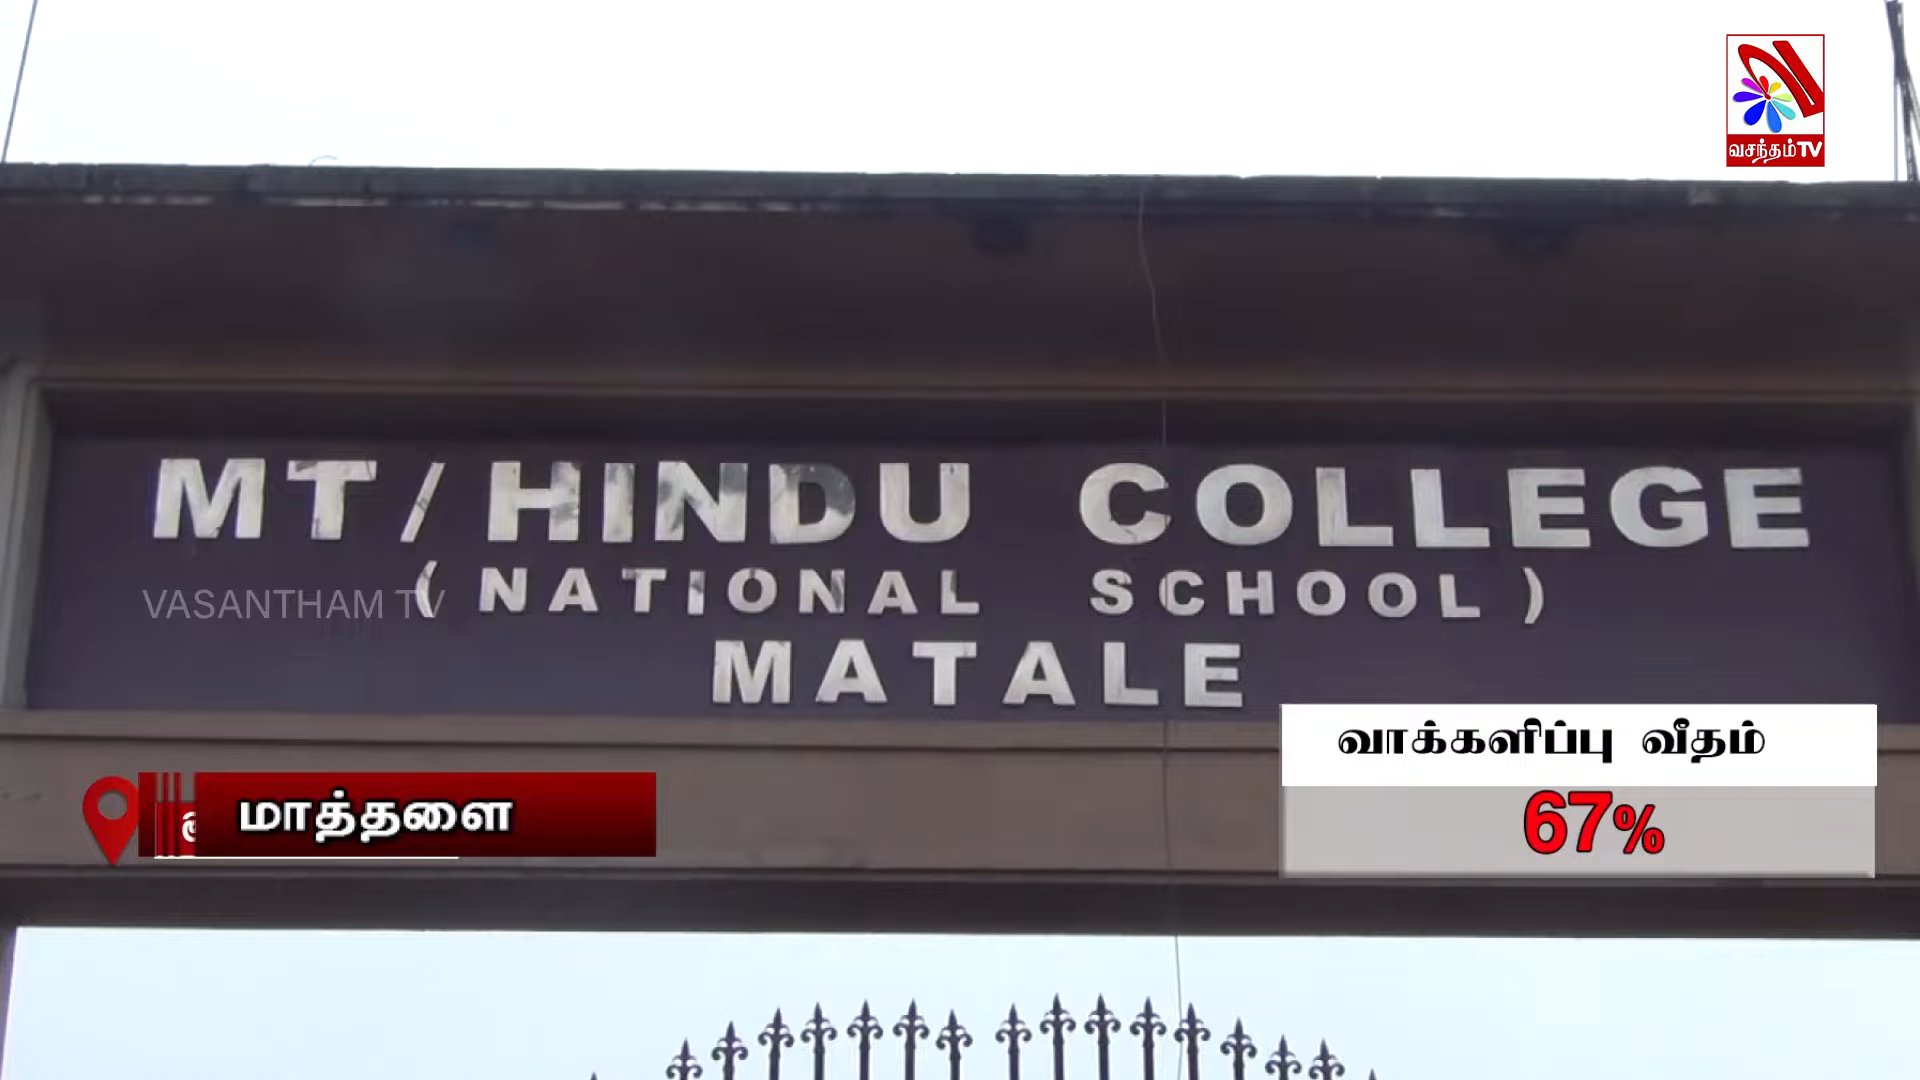 வசந்தம்TV
MT/HINDU COLLEGE
(NATIONAL SCHOOL)
VASANTHAM TV
MATALE
வாக்களிப்பு வீதம்
மாத்தளை
67%